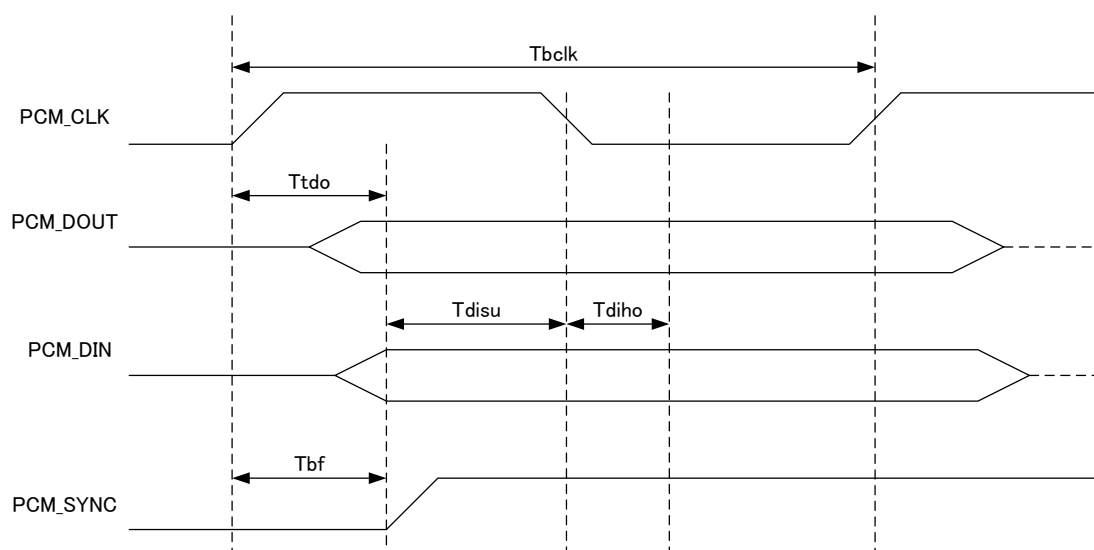 Tbclk
PCM_CLK
Ttdo
PCM_DOUT
Tdisu
Tdiho
PCM_DIN
Tbf
PCM_SYNC